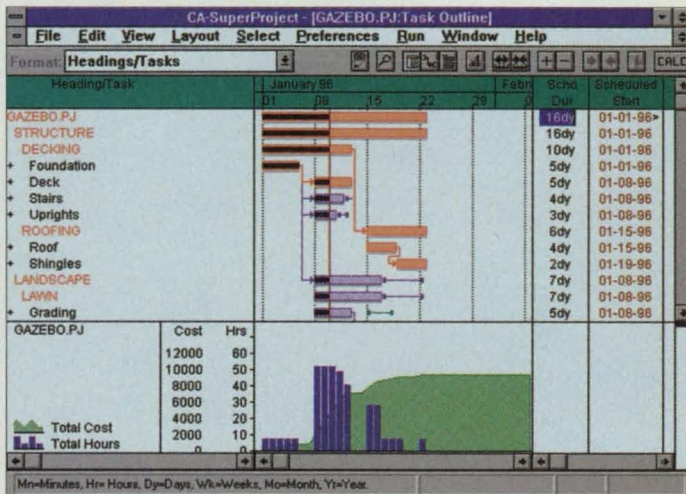 CA-SuperProject - [GAZEBO.PJ:Task Outline]
File Edit View Layout Select Preferences Run Window Help
Format: Headings/Tasks
Heading/Task January 96 Febr Schd Dur Scheduled Start
01 08 15 22 29
GAZEBO.PJ 16dy 01-01-96>
STRUCTURE 16dy 01-01-96
DECKING 10dy 01-01-96
+ Foundation 5dy 01-01-96
+ Deck 5dy 01-08-96
+ Stairs 4dy 01-08-96
+ Uprights 3dy 01-08-96
ROOFING 6dy 01-15-96
+ Roof 4dy 01-15-96
+ Shingles 2dy 01-19-96
LANDSCAPE 7dy 01-08-96
LAWN 7dy 01-08-96
+ Grading 5dy 01-08-96
GAZEBO.PJ Cost Hrs
12000 60
10000 50
8000 40
6000 30
4000 20
2000 10
0 0
Total Cost
Total Hours
Mn=Minutes, Hr=Hours, Dy=Days, Wk=Weeks, Mo=Month, Yr=Year.